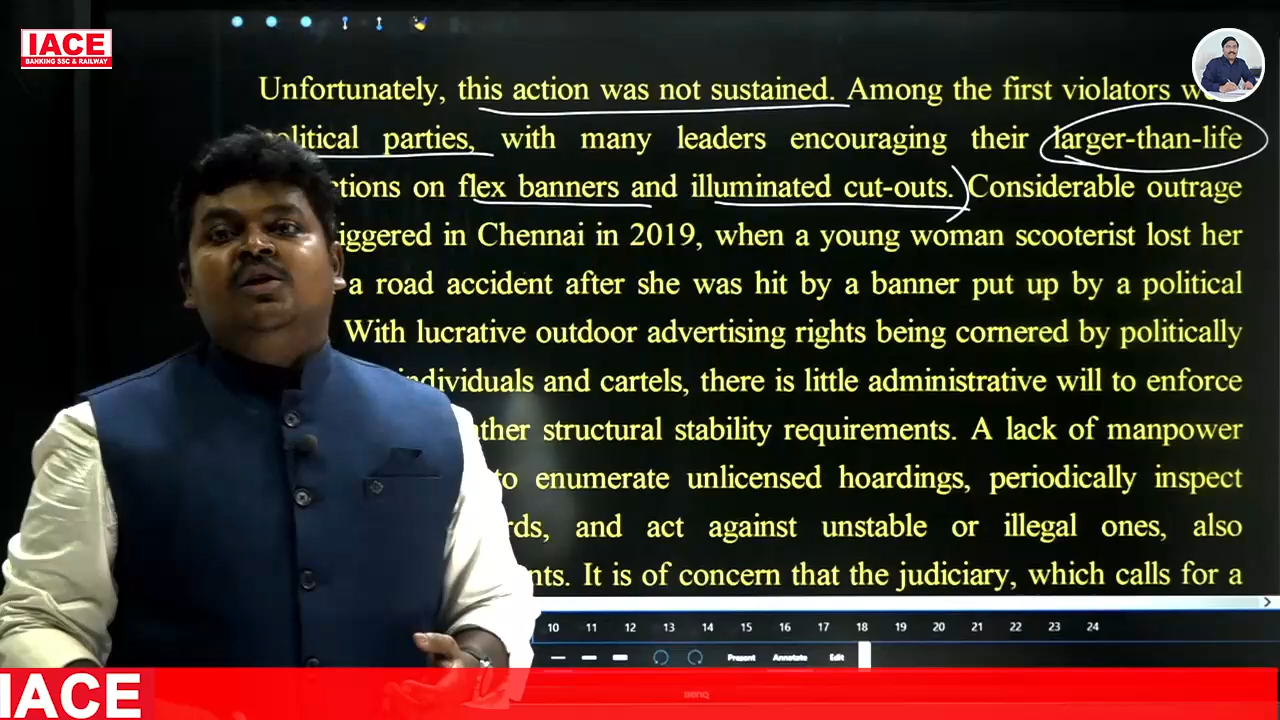 IACE
BANKING SSC & RAILWAY
Unfortunately, this action was not sustained. Among the first violators
political parties, with many leaders encouraging their larger-than-life
on flex banners and illuminated cut-outs. Considerable outrage
in Chennai in 2019, when a young woman scooterist lost her
a road accident after she was hit by a banner put up by a political
With lucrative outdoor advertising rights being cornered by politically
individuals and cartels, there is little administrative will to enforce
structural stability requirements. A lack of manpower
to enumerate unlicensed hoardings, periodically inspect
and act against unstable or illegal ones, also
It is of concern that the judiciary, which calls for a
10 11 12 13 14 15 16 17 18 19 20 21 22 23 24
Present Annotate Edit
BenQ
IACE